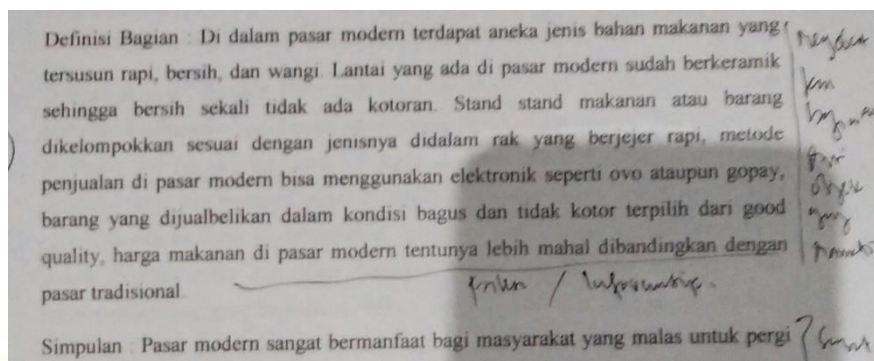 Definisi Bagian : Di dalam pasar modern terdapat aneka jenis bahan makanan yang
tersusun rapi, bersih, dan wangi. Lantai yang ada di pasar modern sudah berkeramik
sehingga bersih sekali tidak ada kotoran. Stand stand makanan atau barang
dikelompokkan sesuai dengan jenisnya didalam rak yang berjejer rapi, metode
penjualan di pasar modern bisa menggunakan elektronik seperti ovo ataupun gopay,
barang yang dijualbelikan dalam kondisi bagus dan tidak kotor terpilih dari good
quality, harga makanan di pasar modern tentunya lebih mahal dibandingkan dengan
pasar tradisional
Simpulan : Pasar modern sangat bermanfaat bagi masyarakat yang malas untuk pergi